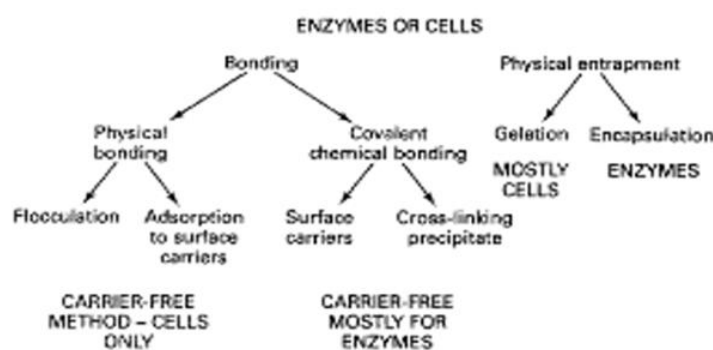 ENZYMES OR CELLS
Bonding
Physical entrapment
Physical
bonding
Covalent
chemical bonding
Geletion
Encapsulation
MOSTLY
CELLS
ENZYMES
Flocculation
Adsorption
to surface
carriers
Surface
carriers
Cross-linking
precipitate
CARRIER-FREE
METHOD – CELLS
ONLY
CARRIER-FREE
MOSTLY FOR
ENZYMES